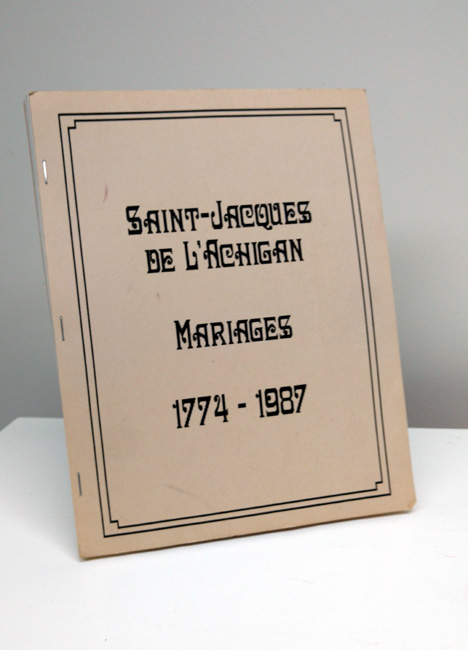 Saint-Jacques
de L'Achigan
Mariages
1774 - 1987